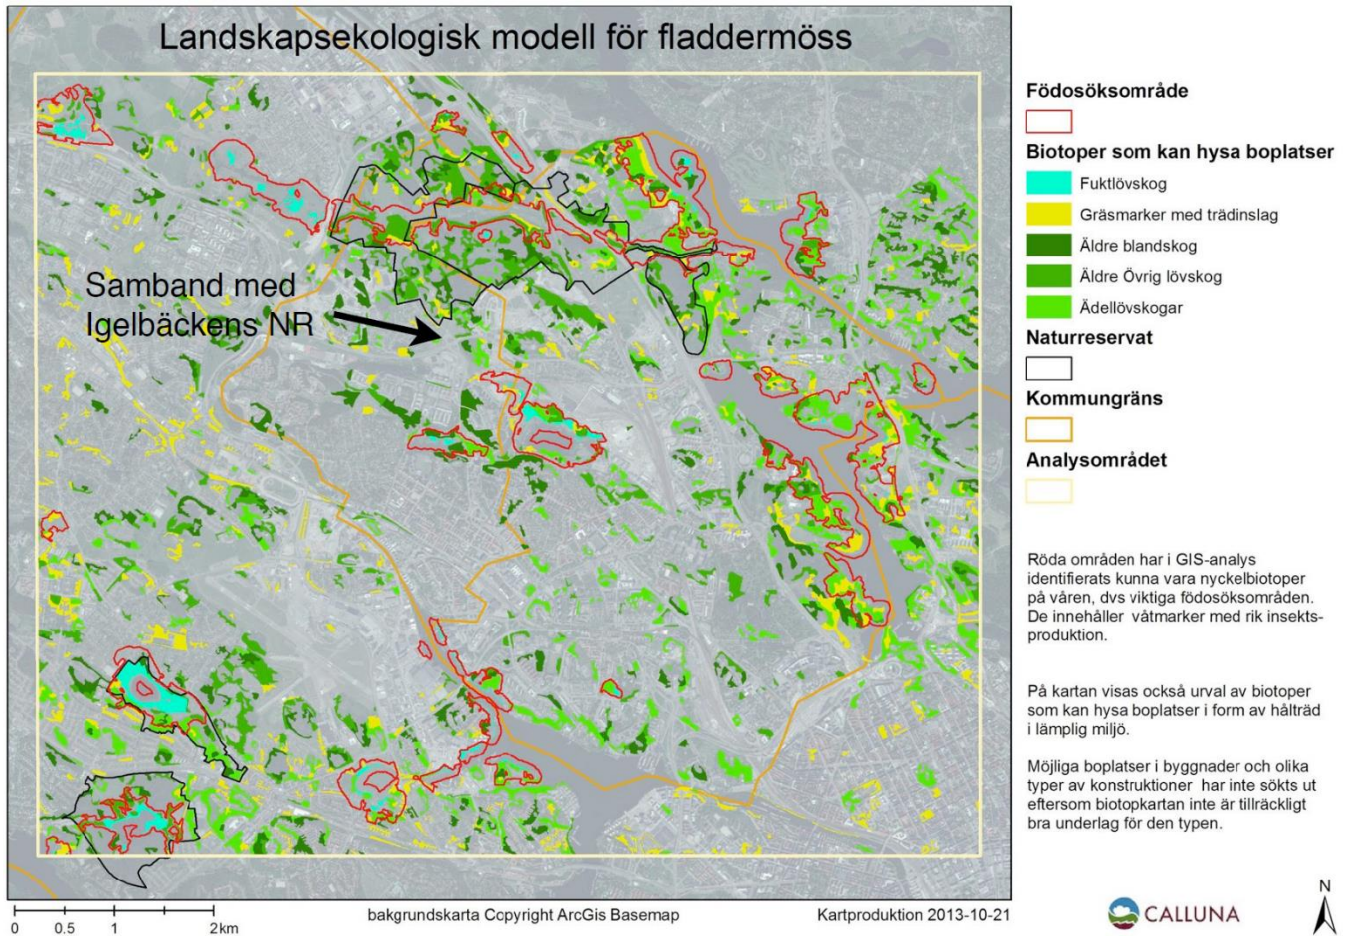 Landskapsekologisk modell för fladdermöss
Samband med
Igelbäckens NR
Födosöksområde
Biotoper som kan hysa boplatser
Fuktlövskog
Gräsmarker med trädinslag
Äldre blandskog
Äldre Övrig lövskog
Ädellövskogar
Naturreservat
Kommungräns
Analysområdet
Röda områden har i GIS-analys
identifierats kunna vara nyckelbiotoper
på våren, dvs viktiga födosöksområden.
De innehåller våtmarker med rik insekts-
produktion.
På kartan visas också urval av biotoper
som kan hysa boplatser i form av hålträd
i lämplig miljö.
Möjliga boplatser i byggnader och olika
typer av konstruktioner har inte sökts ut
eftersom biotopkartan inte är tillräckligt
bra underlag för den typen.
0 0.5 1 2km
bakgrundskarta Copyright ArcGis Basemap
Kartproduktion 2013-10-21
CALLUNA
N